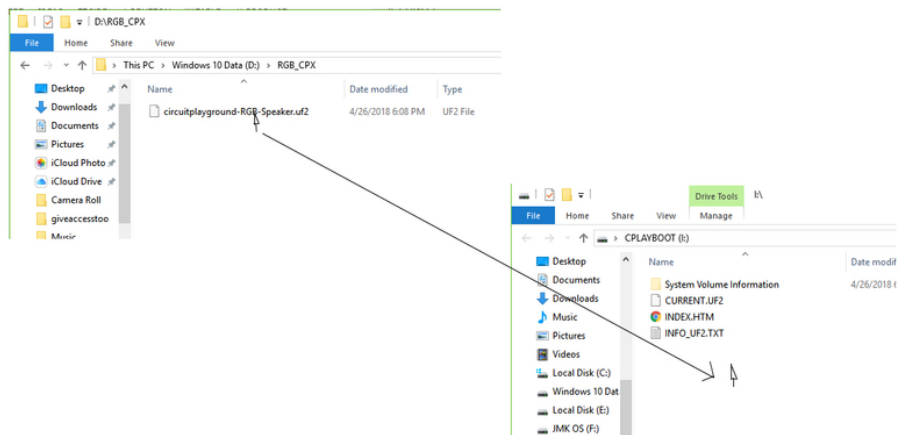 D:\RGB_CPX
File Home Share View
This PC > Windows 10 Data (D:) > RGB_CPX
Name Date modified Type
Desktop
Downloads
Documents
Pictures
iCloud Photo
iCloud Drive
Camera Roll
giveaccesstoo
Music
circuitplayground-RGB-Speaker.uf2 4/26/2018 6:08 PM UF2 File
Drive Tools I:\
File Home Share View Manage
CPLAYBOOT (I:)
Name Date modif
Desktop
Documents
Downloads
Music
Pictures
Videos
Local Disk (C:)
Windows 10 Dat
Local Disk (E:)
JMK OS (F:)
System Volume Information 4/26/2018 6
CURRENT.UF2
INDEX.HTM
INFO_UF2.TXT